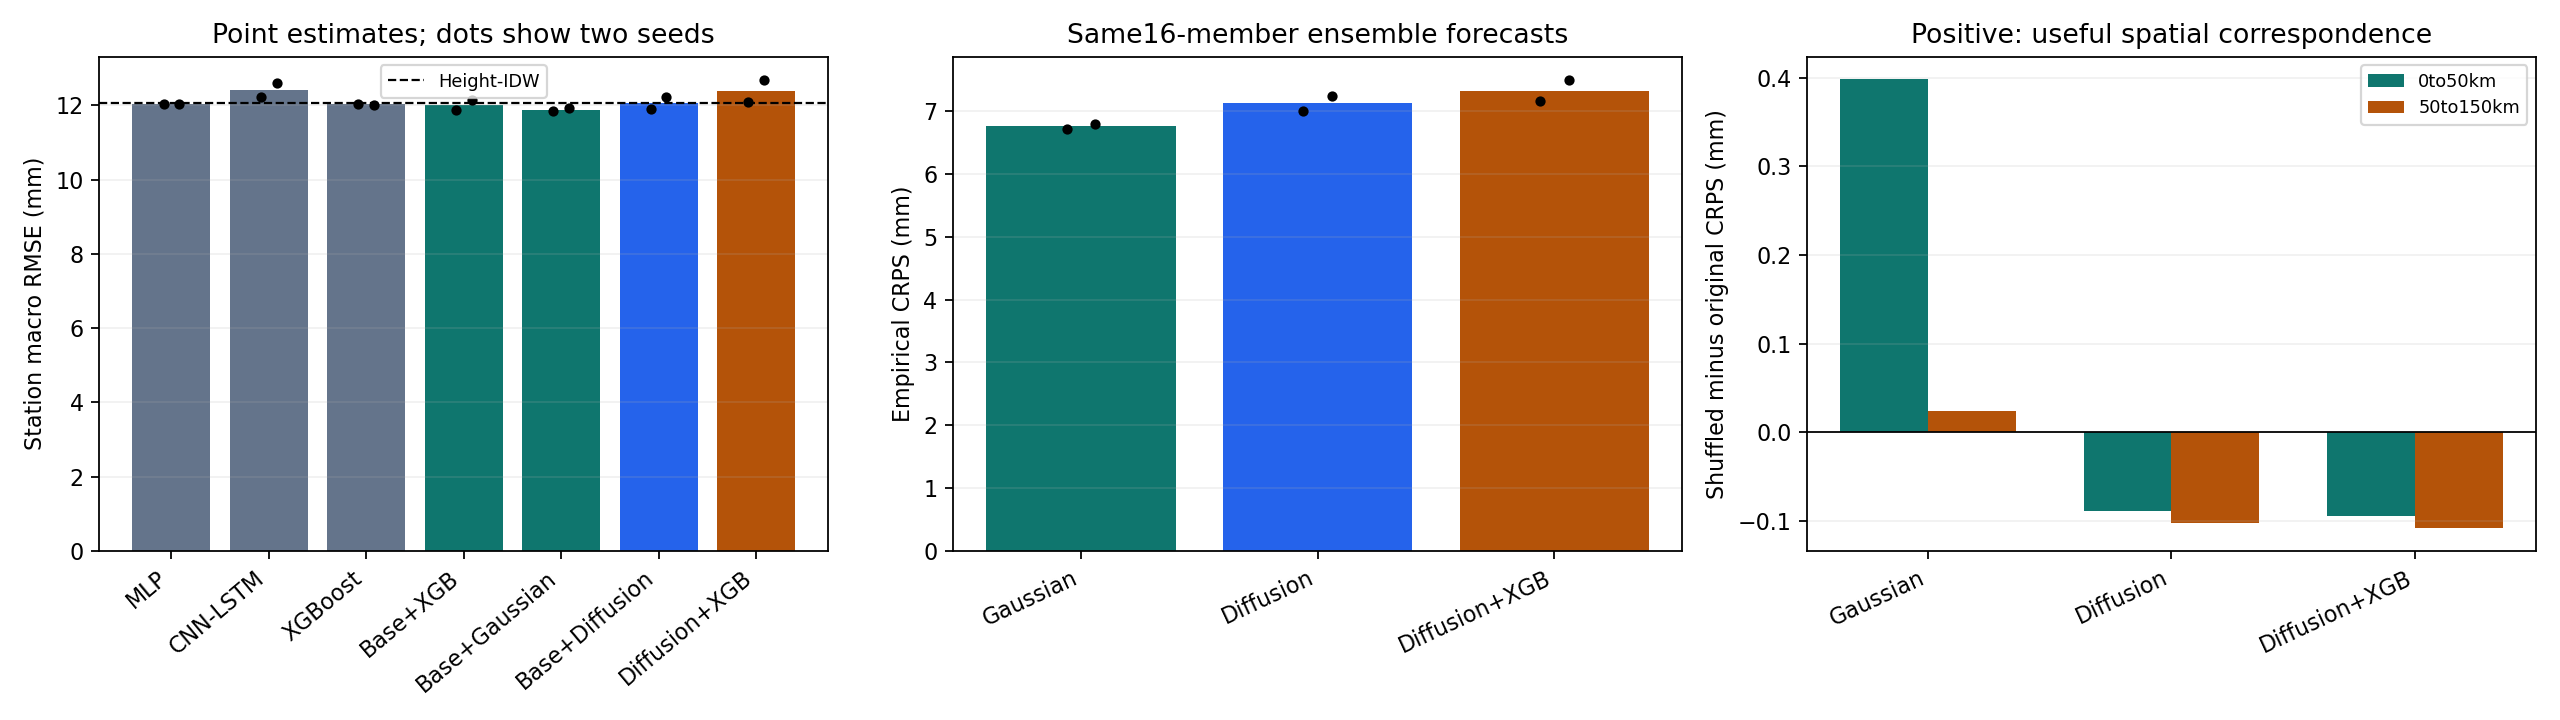 Point estimates; dots show two seeds
Station macro RMSE (mm)
12
10
8
6
4
2
0
Height-IDW
MLP
CNN-LSTM
XGBoost
Base+XGB
Base+Gaussian
Base+Diffusion
Diffusion+XGB
Same16-member ensemble forecasts
Empirical CRPS (mm)
7
6
5
4
3
2
1
0
Gaussian
Diffusion
Diffusion+XGB
Positive: useful spatial correspondence
Shuffled minus original CRPS (mm)
0.4
0.3
0.2
0.1
0.0
−0.1
0to50km
50to150km
Gaussian
Diffusion
Diffusion+XGB